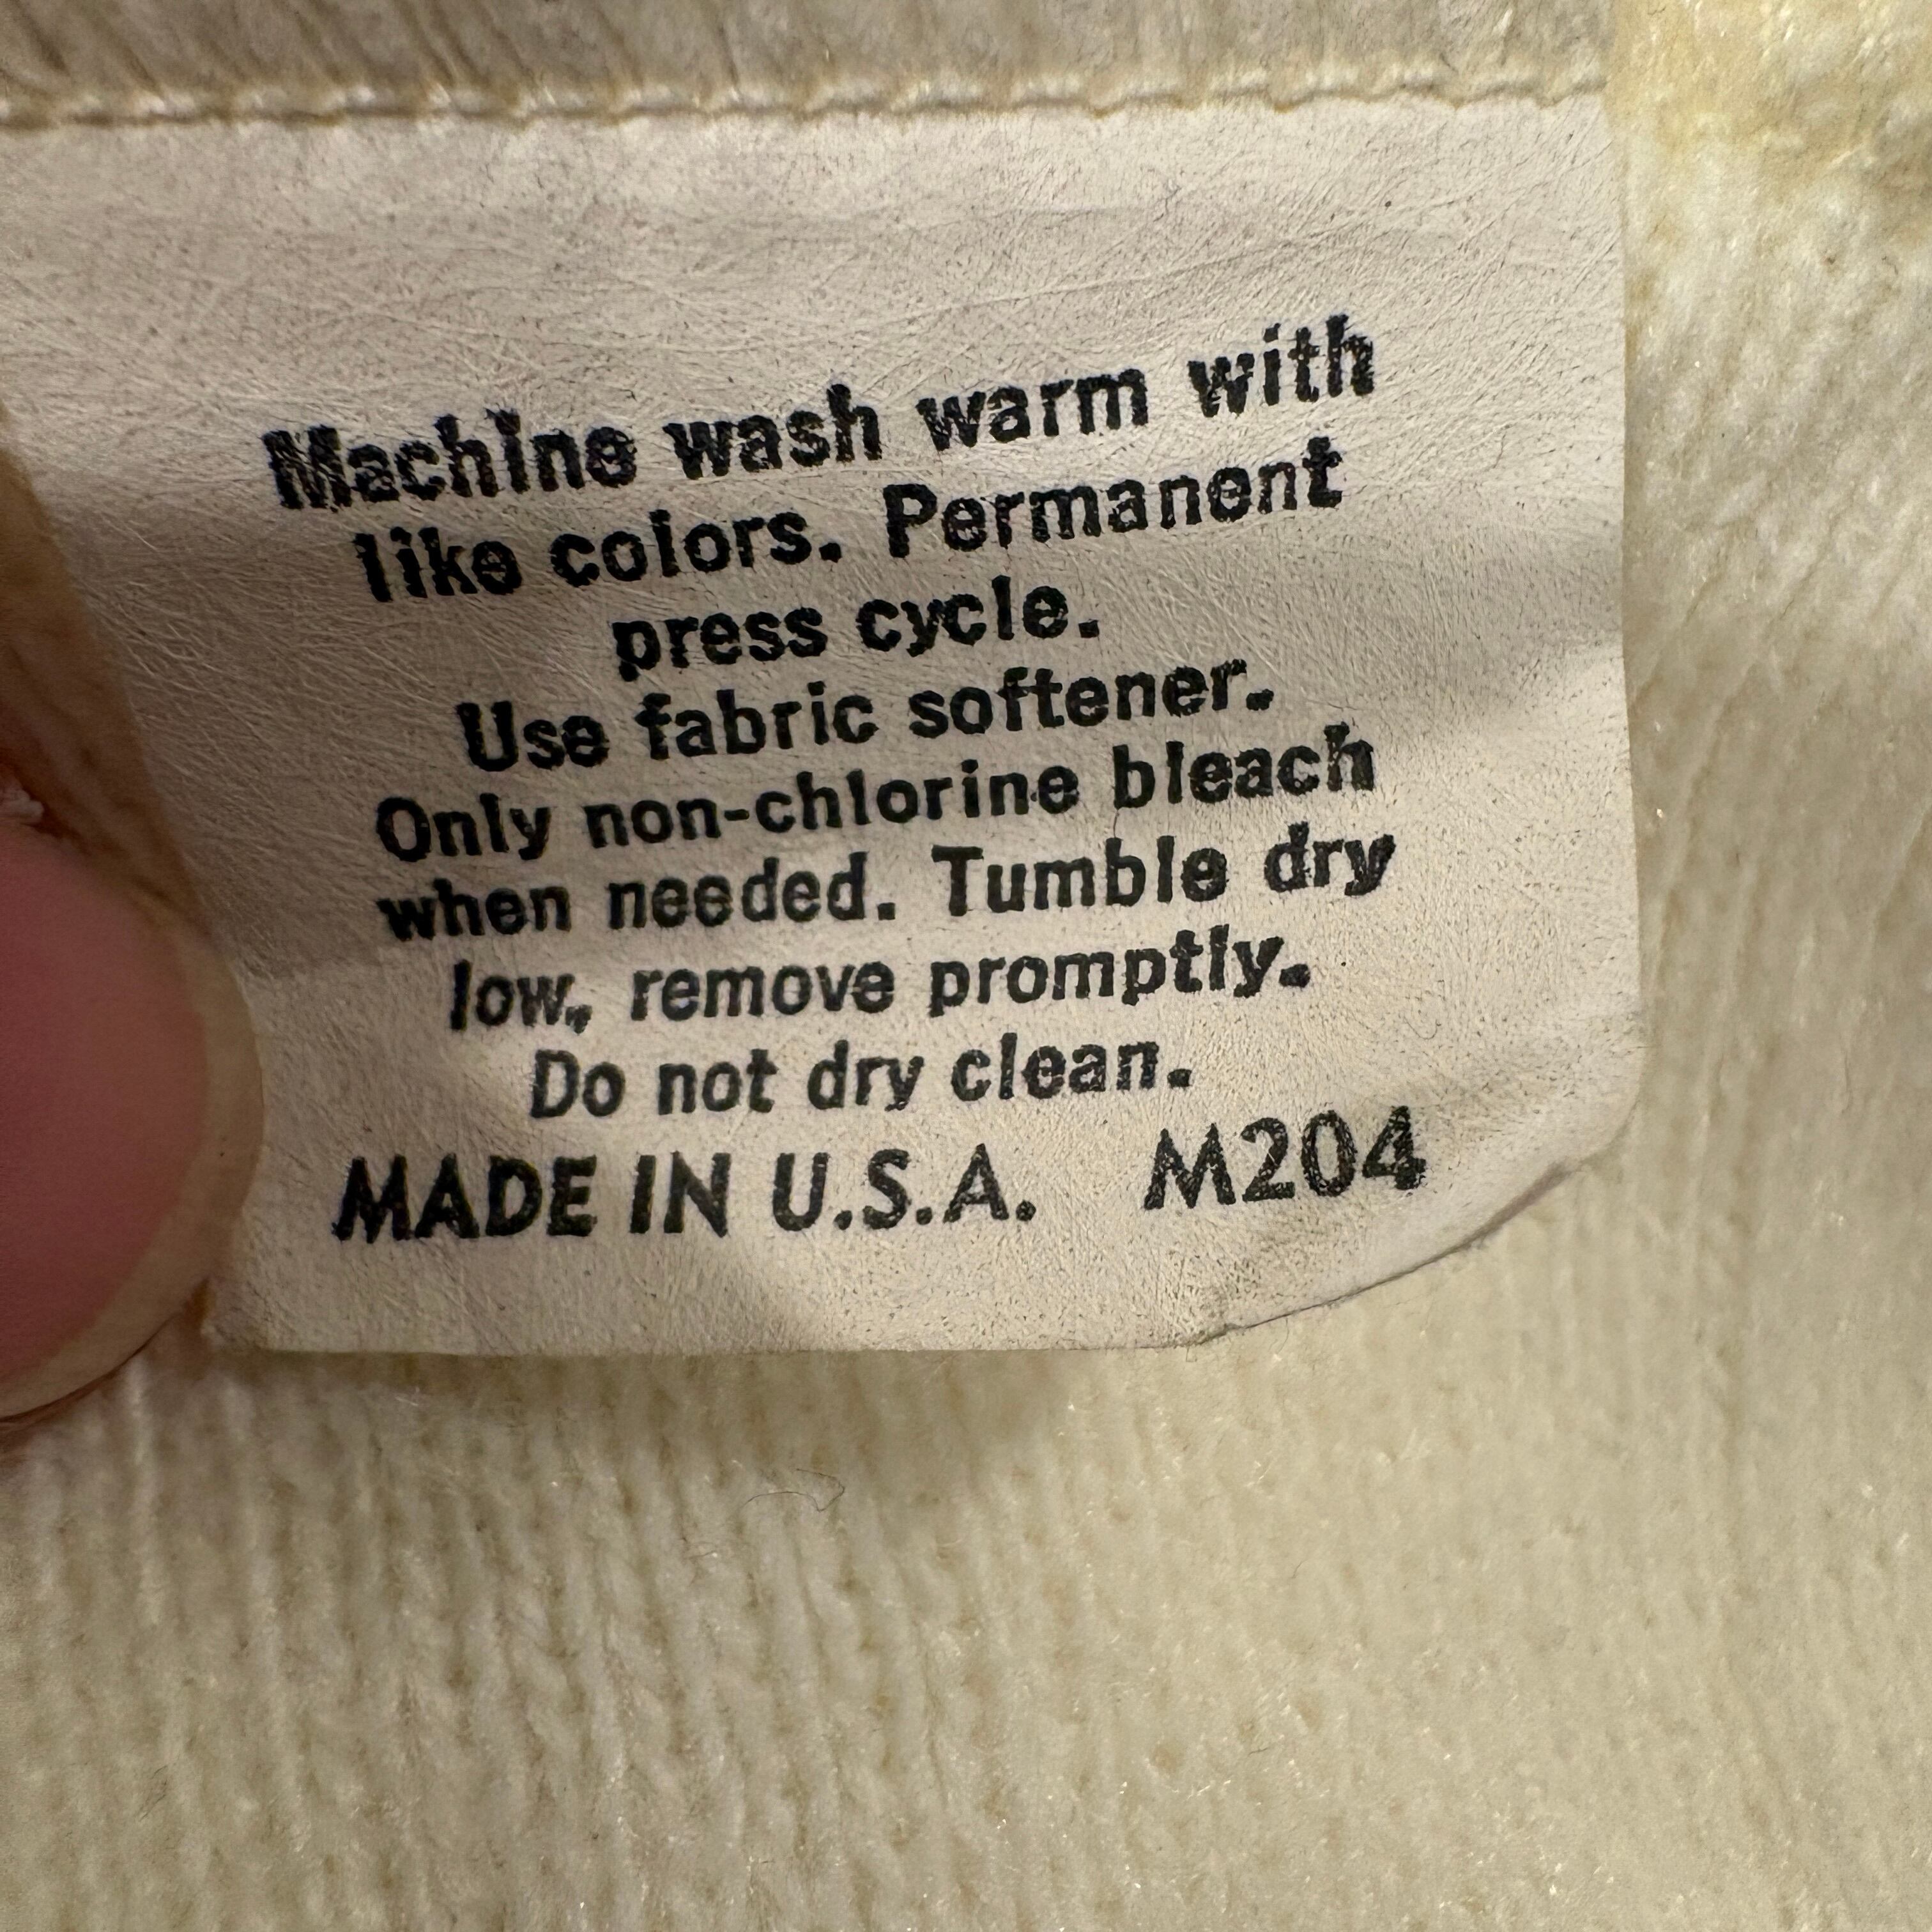 Machine wash warm with
like colors. Permanent
press cycle.
Use fabric softener.
Only non-chlorine bleach
when needed. Tumble dry
low, remove promptly.
Do not dry clean.
MADE IN U.S.A. M204